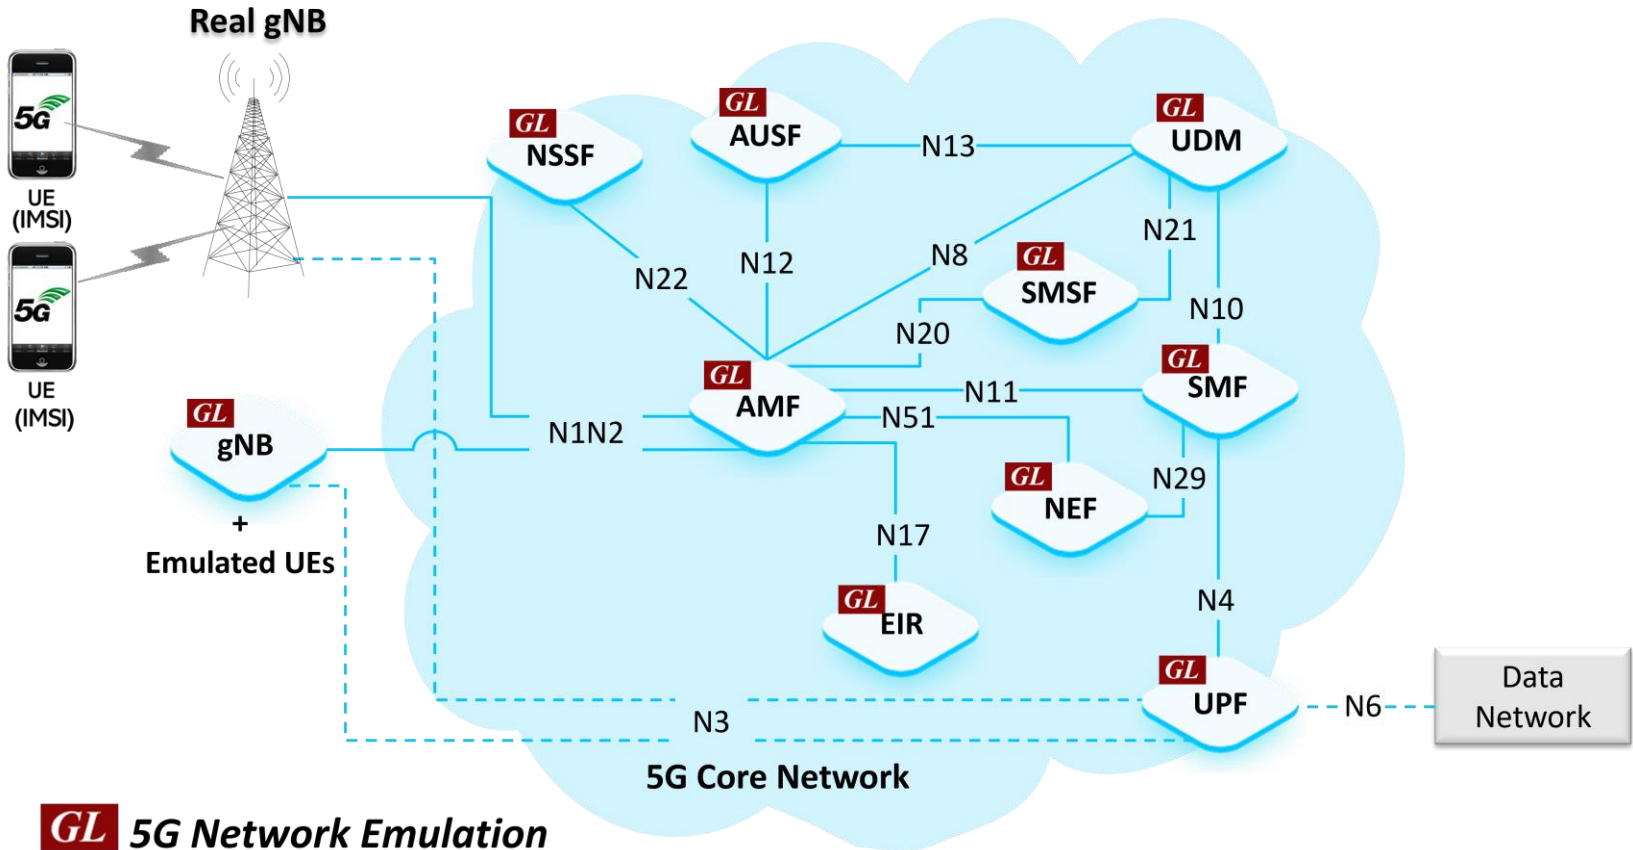 Real gNB
5G
UE
(IMSI)
5G
UE
(IMSI)
GL
NSSF
GL
AUSF
N13
GL
UDM
N22
N12
N8
N21
GL
SMSF
N20
N10
GL
AMF
N11
GL
SMF
N51
N1N2
GL
gNB
+
Emulated UEs
GL
NEF
N29
N17
GL
EIR
N4
GL
UPF
N3
N6
Data
Network
5G Core Network
GL 5G Network Emulation